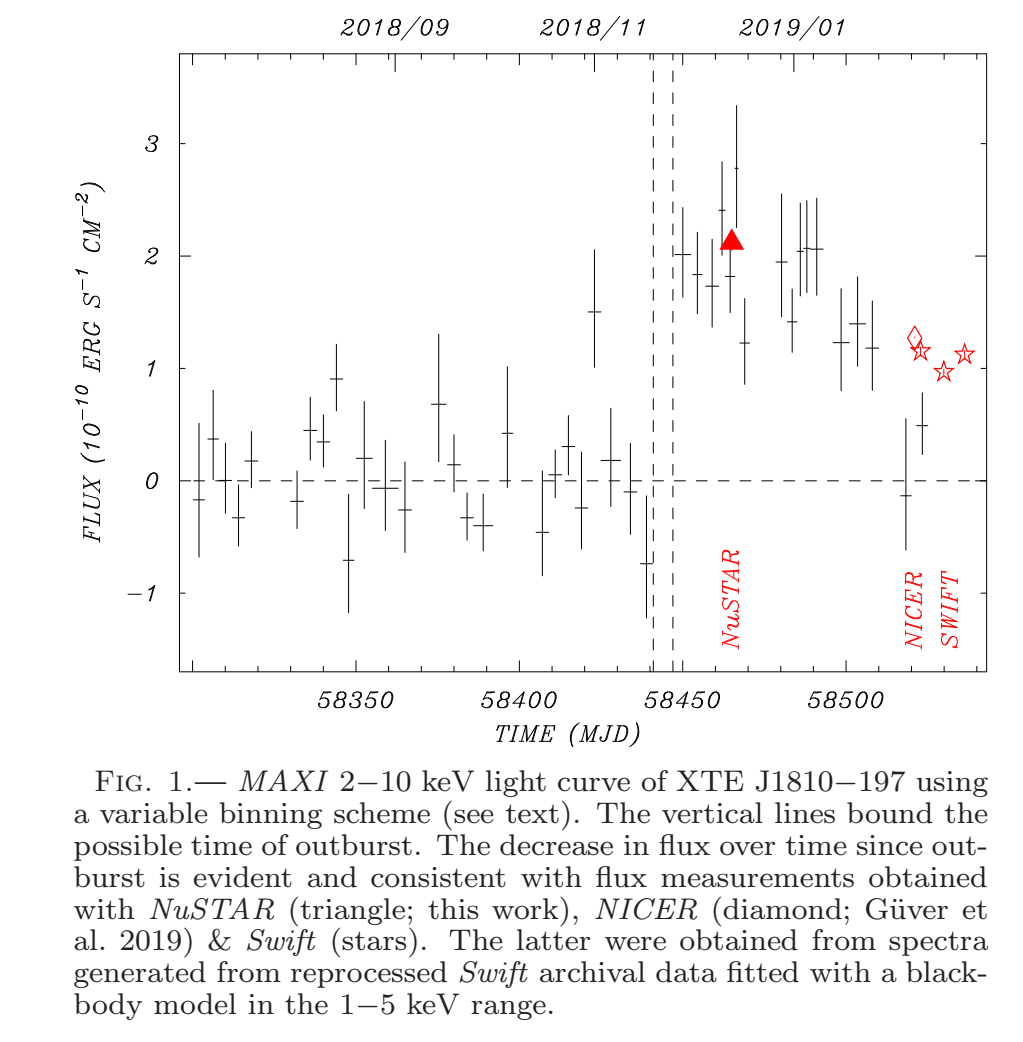 2018/09 2018/11 2019/01
3
2
1
0
−1
FLUX (10−10 ERG S−1 CM−2)
NuSTAR
NICER
SWIFT
58350 58400 58450 58500
TIME (MJD)
FIG. 1.— MAXI 2−10 keV light curve of XTE J1810−197 using
a variable binning scheme (see text). The vertical lines bound the
possible time of outburst. The decrease in flux over time since out-
burst is evident and consistent with flux measurements obtained
with NuSTAR (triangle; this work), NICER (diamond; Güver et
al. 2019) & Swift (stars). The latter were obtained from spectra
generated from reprocessed Swift archival data fitted with a black-
body model in the 1−5 keV range.